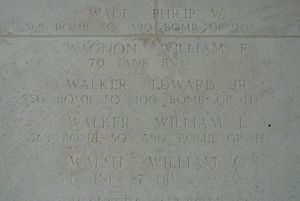 WADE PHILIP W
568 BOMB SQ 390 BOMB GP (H)
WAGNON WILLIAM F
70 TANK BN
WALKER EDWARD JR
350 BOMB SQ 100 BOMB GP (H)
WALKER WILLIAM L
568 BOMB SQ 390 BOMB GP (H)
WALSH WILLIAM C
INF 87 DIV